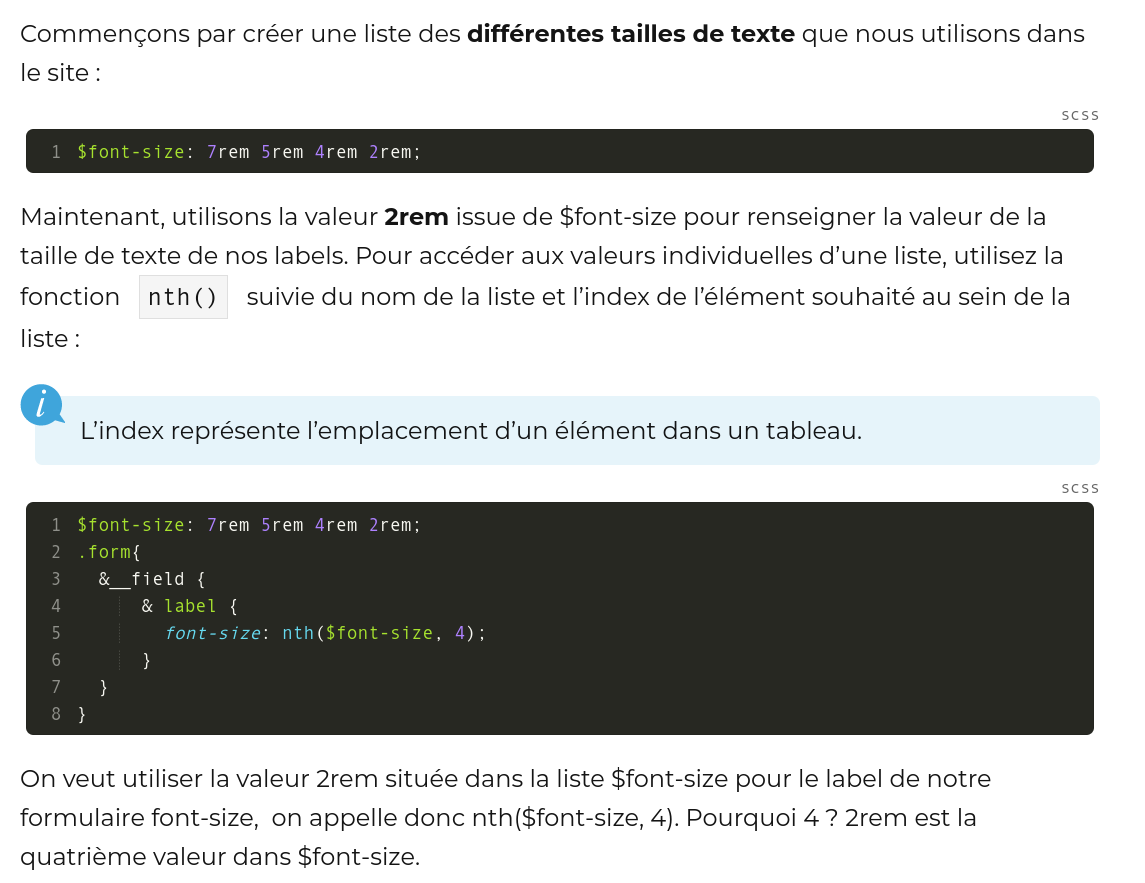 Commençons par créer une liste des différentes tailles de texte que nous utilisons dans
le site :
SCSS
1 $font-size: 7rem 5rem 4rem 2rem;
Maintenant, utilisons la valeur 2rem issue de $font-size pour renseigner la valeur de la
taille de texte de nos labels. Pour accéder aux valeurs individuelles d’une liste, utilisez la
fonction nth() suivie du nom de la liste et l’index de l’élément souhaité au sein de la
liste :
i
L’index représente l’emplacement d’un élément dans un tableau.
SCSS
1 $font-size: 7rem 5rem 4rem 2rem;
2 .form{
3   &__field {
4       & label {
5         font-size: nth($font-size, 4);
6       }
7   }
8 }
On veut utiliser la valeur 2rem située dans la liste $font-size pour le label de notre
formulaire font-size,  on appelle donc nth($font-size, 4). Pourquoi 4 ? 2rem est la
quatrième valeur dans $font-size.